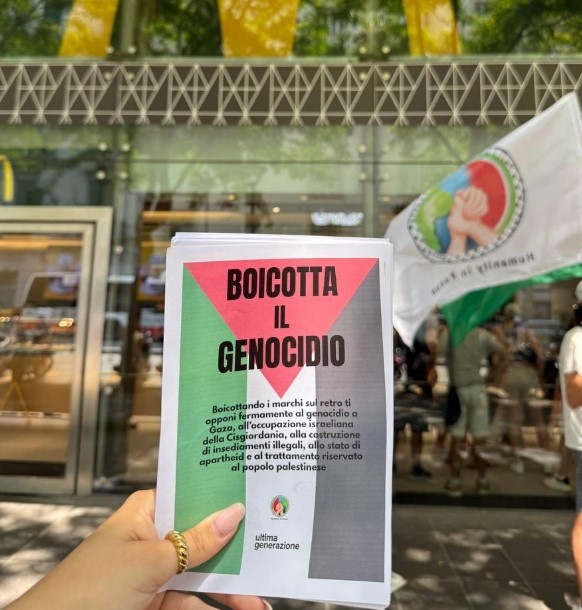 BOICOTTA
IL
GENOCIDIO
Boicottando i marchi sul retro ti
opponi fermamente al genocidio a
Gaza, all'occupazione israeliana
della Cisgiordania, alla costruzione
di insediamenti illegali, allo stato di
apartheid e al trattamento riservato
al popolo palestinese
ultima
generazione